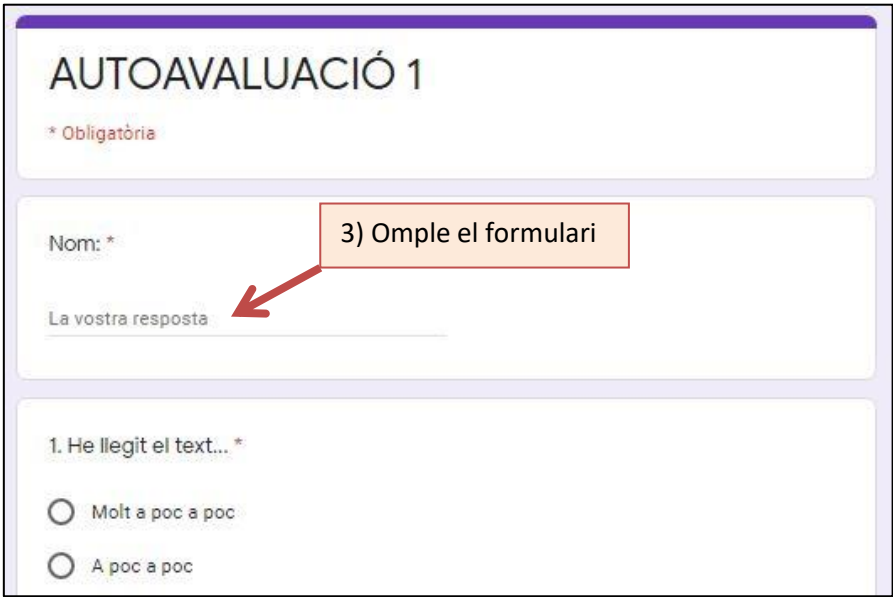 AUTOAVALUACIÓ 1
* Obligatòria
Nom: *
3) Omple el formulari
La vostra resposta
1. He llegit el text... *
Molt a poc a poc
A poc a poc